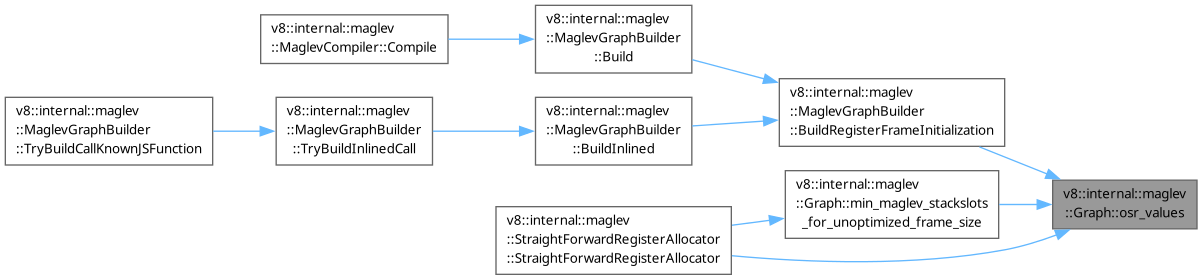 v8::internal::maglev
::MaglevCompiler::Compile
v8::internal::maglev
::MaglevGraphBuilder
::Build
v8::internal::maglev
::MaglevGraphBuilder
::BuildRegisterFrameInitialization
v8::internal::maglev
::MaglevGraphBuilder
::TryBuildCallKnownJSFunction
v8::internal::maglev
::MaglevGraphBuilder
::TryBuildInlinedCall
v8::internal::maglev
::MaglevGraphBuilder
::BuildInlined
v8::internal::maglev
::Graph::min_maglev_stackslots
_for_unoptimized_frame_size
v8::internal::maglev
::Graph::osr_values
v8::internal::maglev
::StraightForwardRegisterAllocator
::StraightForwardRegisterAllocator